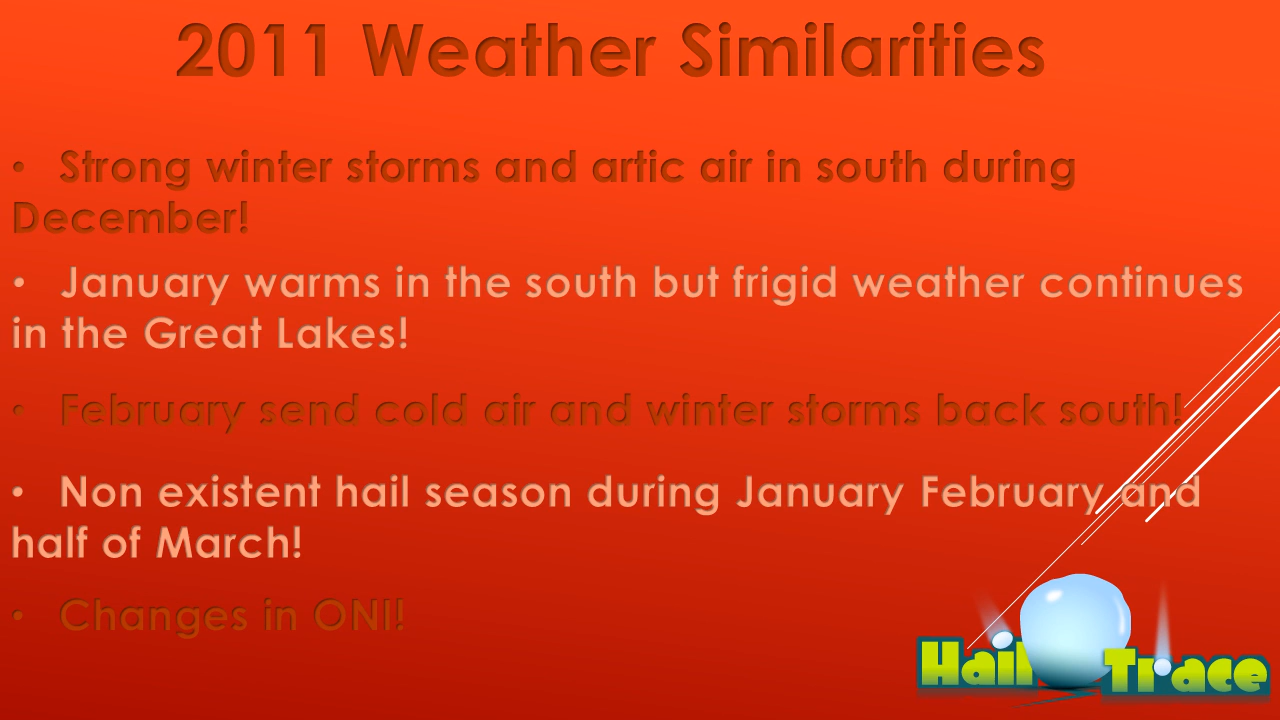 2011 Weather Similarities
• Strong winter storms and artic air in south during
December!
• January warms in the south but frigid weather continues
in the Great Lakes!
• February send cold air and winter storms back south!
• Non existent hail season during January February and
half of March!
• Changes in ONI!
Hail Trace